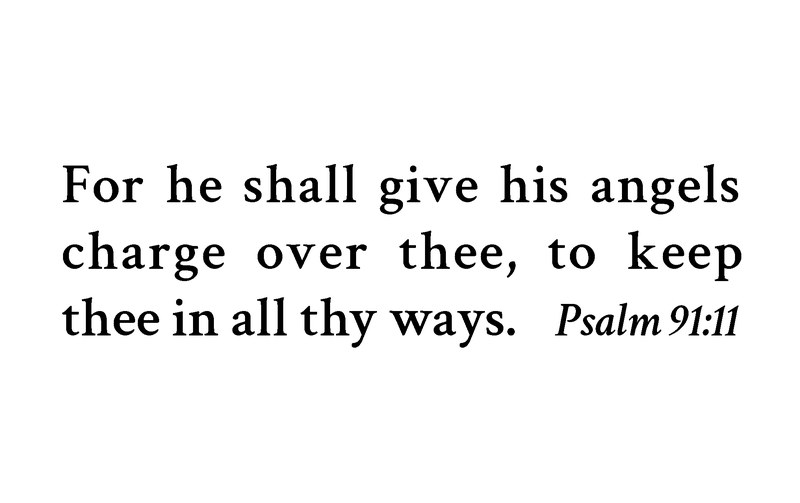 For he shall give his angels
charge over thee, to keep
thee in all thy ways. Psalm 91:11